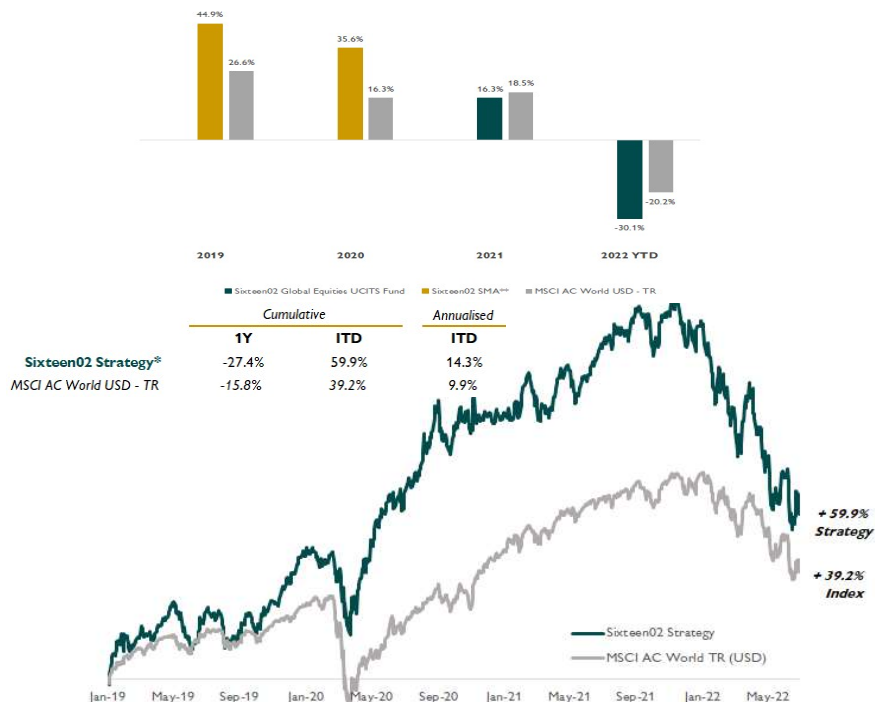 44.9%
35.6%
26.6%
16.3%
16.3%
18.5%
-20.2%
-30.1%
2019 2020 2021 2022 YTD
Sixteen02 Global Equities UCITS Fund Sixteen02 SMA** MSCI AC World USD - TR
Cumulative Annualised
1Y ITD ITD
Sixteen02 Strategy* -27.4% 59.9% 14.3%
MSCI AC World USD - TR -15.8% 39.2% 9.9%
+ 59.9%
Strategy
+ 39.2%
Index
Sixteen02 Strategy
MSCI AC World TR (USD)
Jan-19 May-19 Sep-19 Jan-20 May-20 Sep-20 Jan-21 May-21 Sep-21 Jan-22 May-22